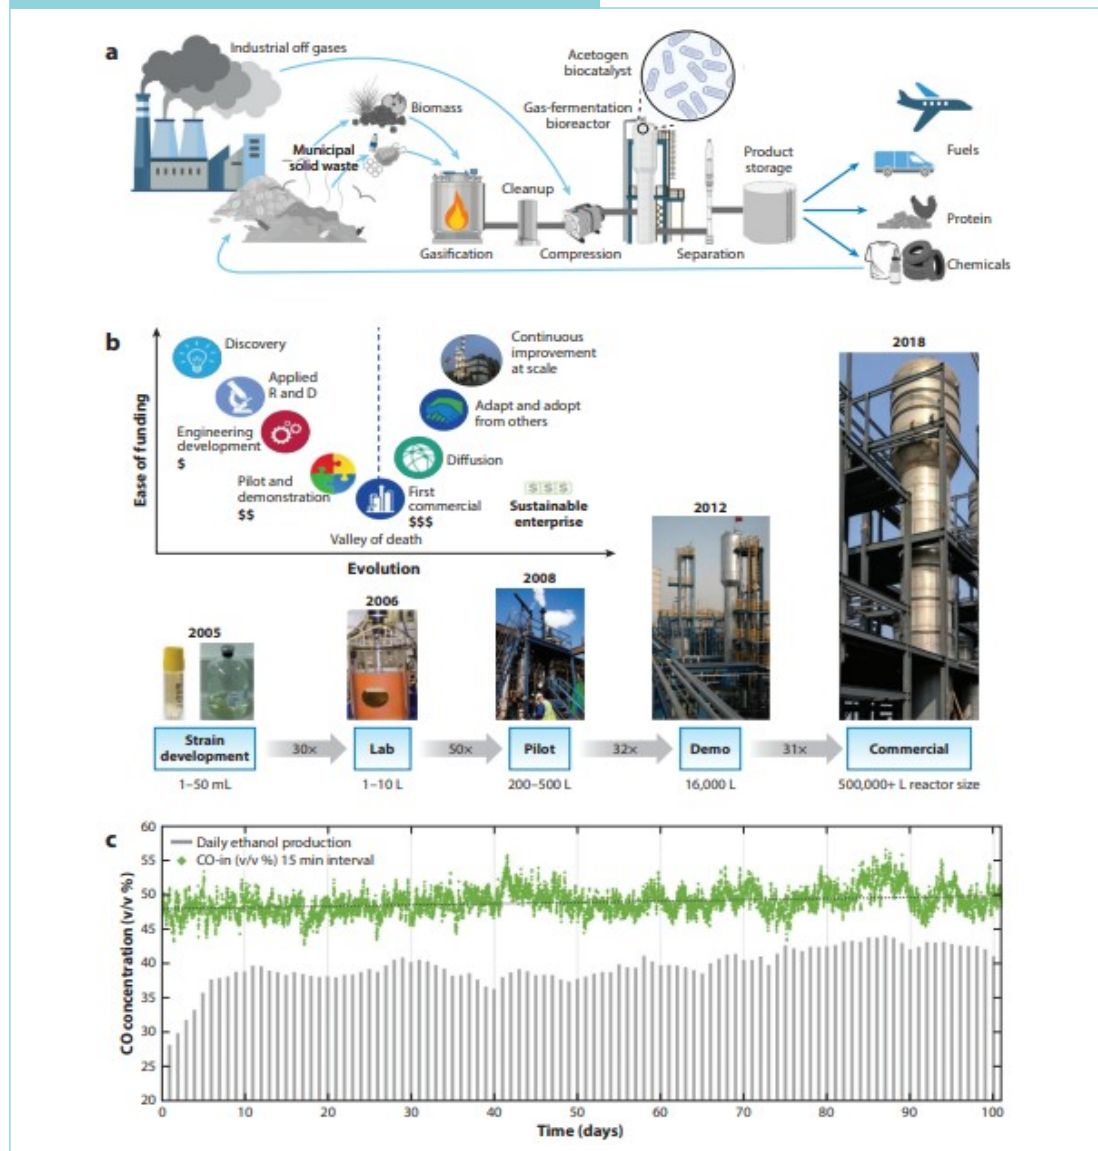 a
Industrial off gases
Biomass
Municipal
solid waste
Acetogen
biocatalyst
Gas-fermentation
bioreactor
Cleanup
Gasification
Compression
Separation
Product
storage
Fuels
Protein
Chemicals
b
Ease of funding
Discovery
Applied
R and D
Engineering
development
$
Pilot and
demonstration
$$
First
commercial
$$$
Valley of death
Diffusion
Adapt and adopt
from others
Continuous
improvement
at scale
$ $ $
Sustainable
enterprise
Evolution
2005
2006
2008
2012
2018
Strain
development
30×
Lab
50×
Pilot
32×
Demo
31×
Commercial
1–50 mL
1–10 L
200–500 L
16,000 L
500,000+ L reactor size
c
Daily ethanol production
CO-in (v/v %) 15 min interval
CO concentration (v/v %)
60
55
50
45
40
35
30
25
20
0 10 20 30 40 50 60 70 80 90 100
Time (days)